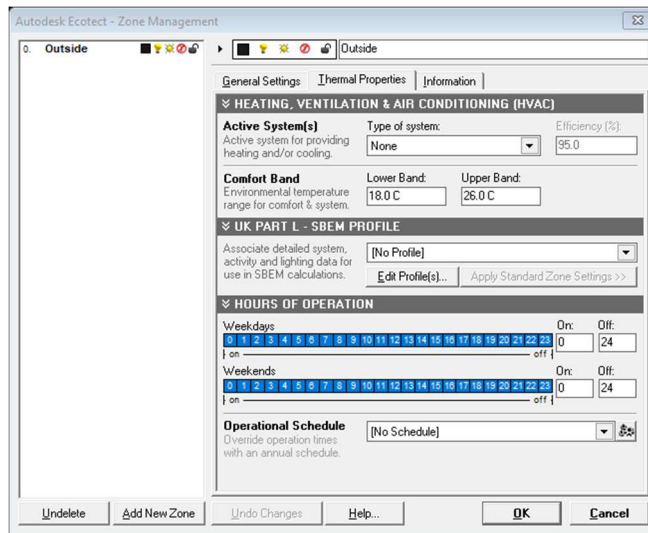 Autodesk Ecotect - Zone Management
0. Outside
Outside
General Settings Thermal Properties Information
HEATING, VENTILATION & AIR CONDITIONING (HVAC)
Active System(s) Type of system: Efficiency (%):
Active system for providing
heating and/or cooling.
None 95.0
Comfort Band Lower Band: Upper Band:
Environmental temperature
range for comfort & system.
18.0 C 26.0 C
UK PART L - SBEM PROFILE
Associate detailed system,
activity and lighting data for
use in SBEM calculations.
[No Profile]
Edit Profile(s)... Apply Standard Zone Settings >>
HOURS OF OPERATION
Weekdays On: Off:
0 1 2 3 4 5 6 7 8 9 10 11 12 13 14 15 16 17 18 19 20 21 22 23 0 24
on off
Weekends On: Off:
0 1 2 3 4 5 6 7 8 9 10 11 12 13 14 15 16 17 18 19 20 21 22 23 0 24
on off
Operational Schedule
Override operation times
with an annual schedule.
[No Schedule]
Undelete Add New Zone Undo Changes Help... OK Cancel